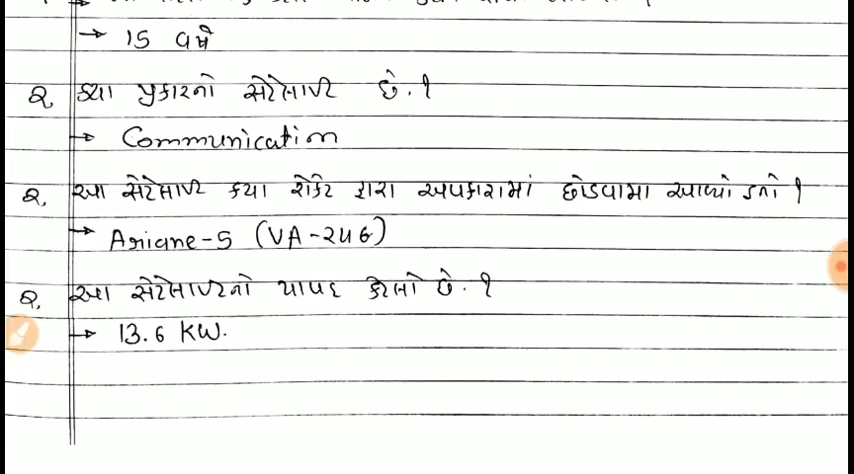 → 15 વર્ષ
Q. ક્યા પ્રકારનો સેટેલાઈટ છે. ?
→ Communication
Q. આ સેટેલાઈટ ક્યા રોકેટ દ્વારા અવકાશમાં છોડવામા આવ્યો હતો ?
→ Ariane-5 (VA-246)
Q. આ સેટેલાઈટનો પાવર કેટલો છે. ?
→ 13.6 KW.